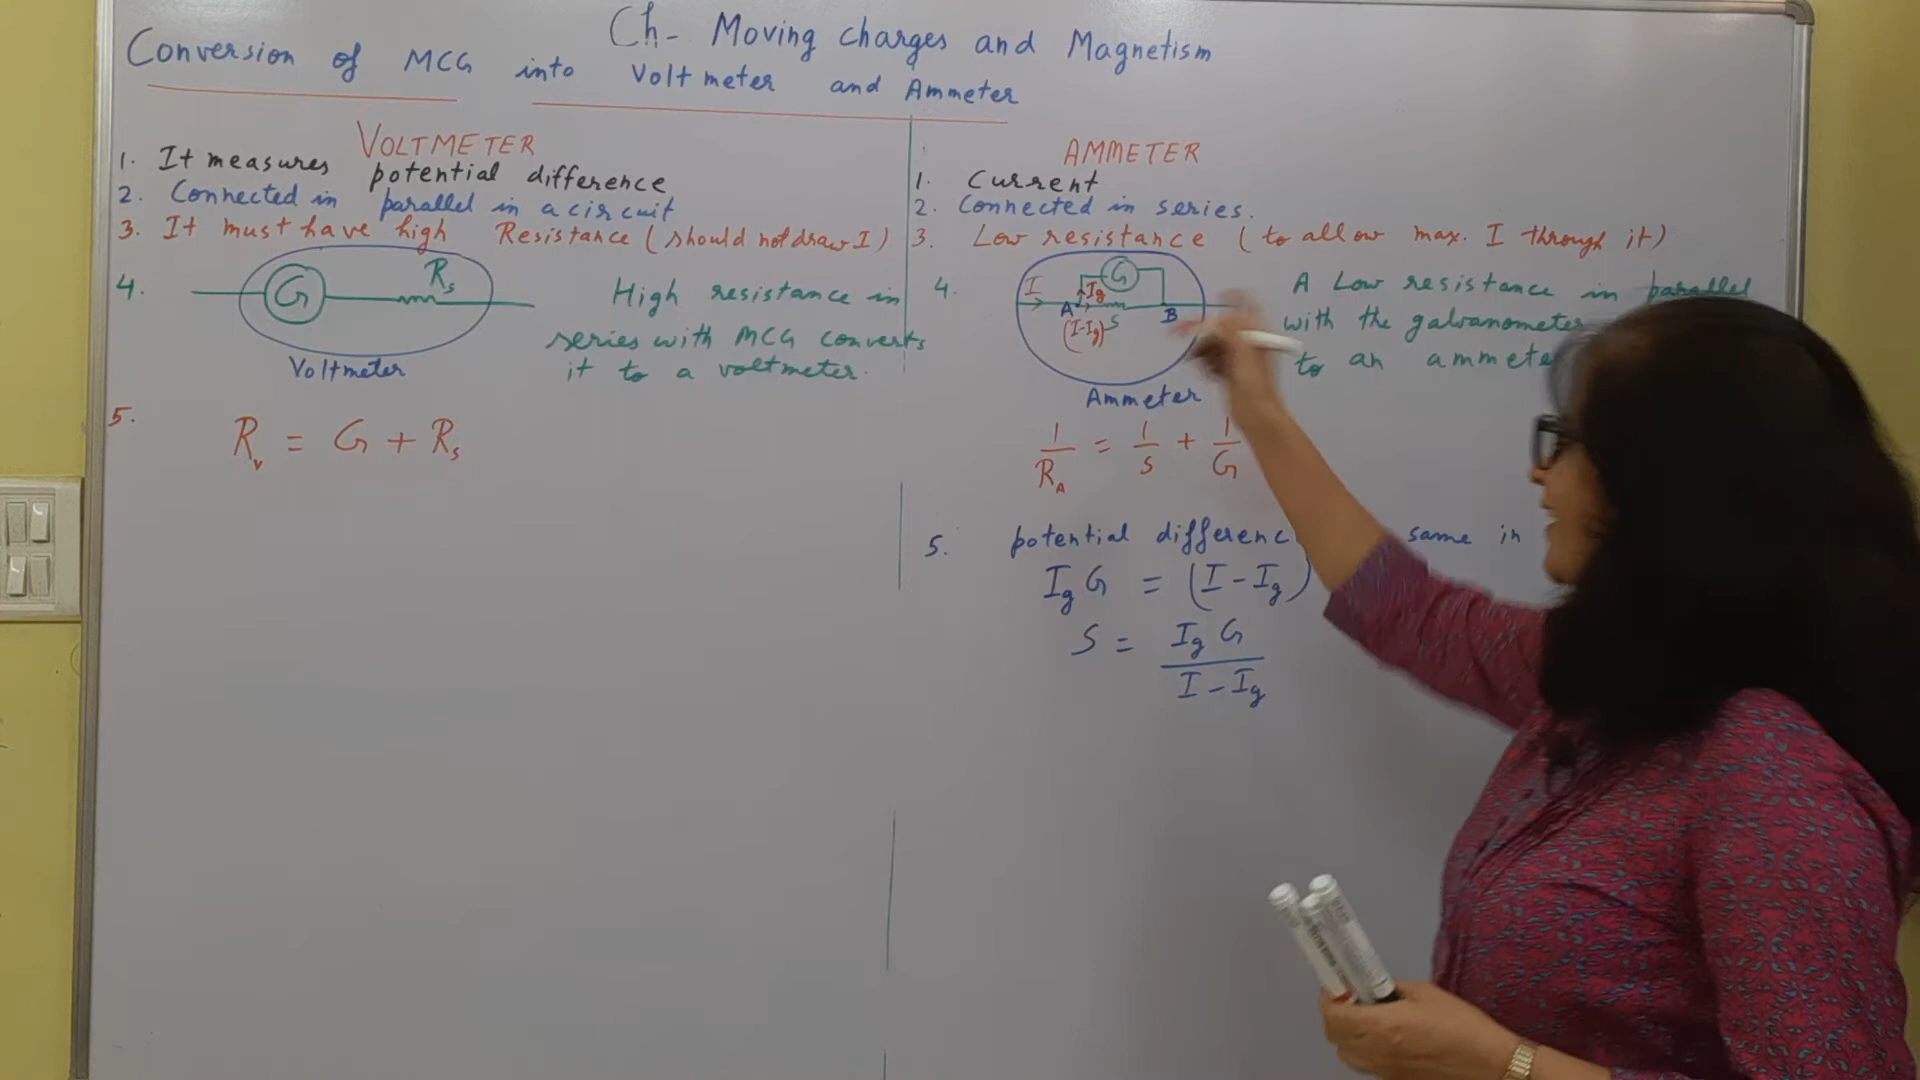 Ch- Moving charges and Magnetism
Conversion of MCG into Voltmeter and Ammeter
VOLTMETER
1. It measures potential difference
2. Connected in parallel in a circuit
3. It must have high Resistance (should not draw I)
4.
G
Rs
Voltmeter
High resistance in
series with MCG converts
it to a voltmeter.
5.
Rv = G + Rs
AMMETER
1. Current
2. Connected in series.
3. Low resistance (to allow max. I through it)
4.
G
I
Ig
A
B
(I-Ig) S
Ammeter
A Low resistance in parallel
with the galvanometer
to an ammete
1/RA = 1/S + 1/G
5. potential differenc same in
Ig G = (I - Ig)
S = Ig G / I - Ig